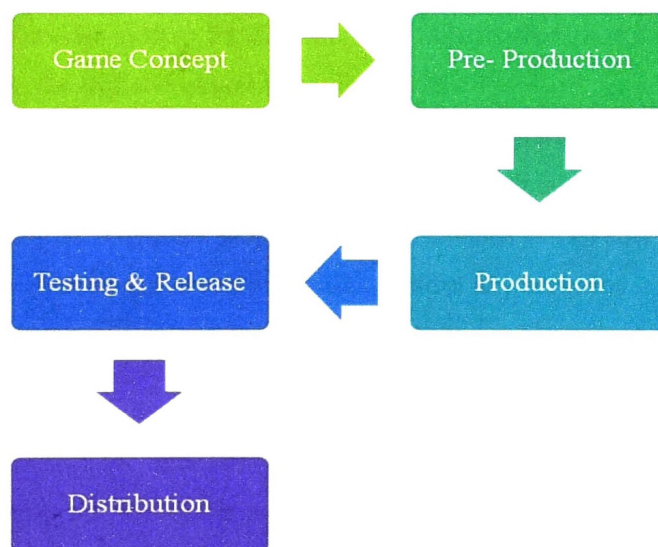 Game Concept
Pre- Production
Production
Testing & Release
Distribution